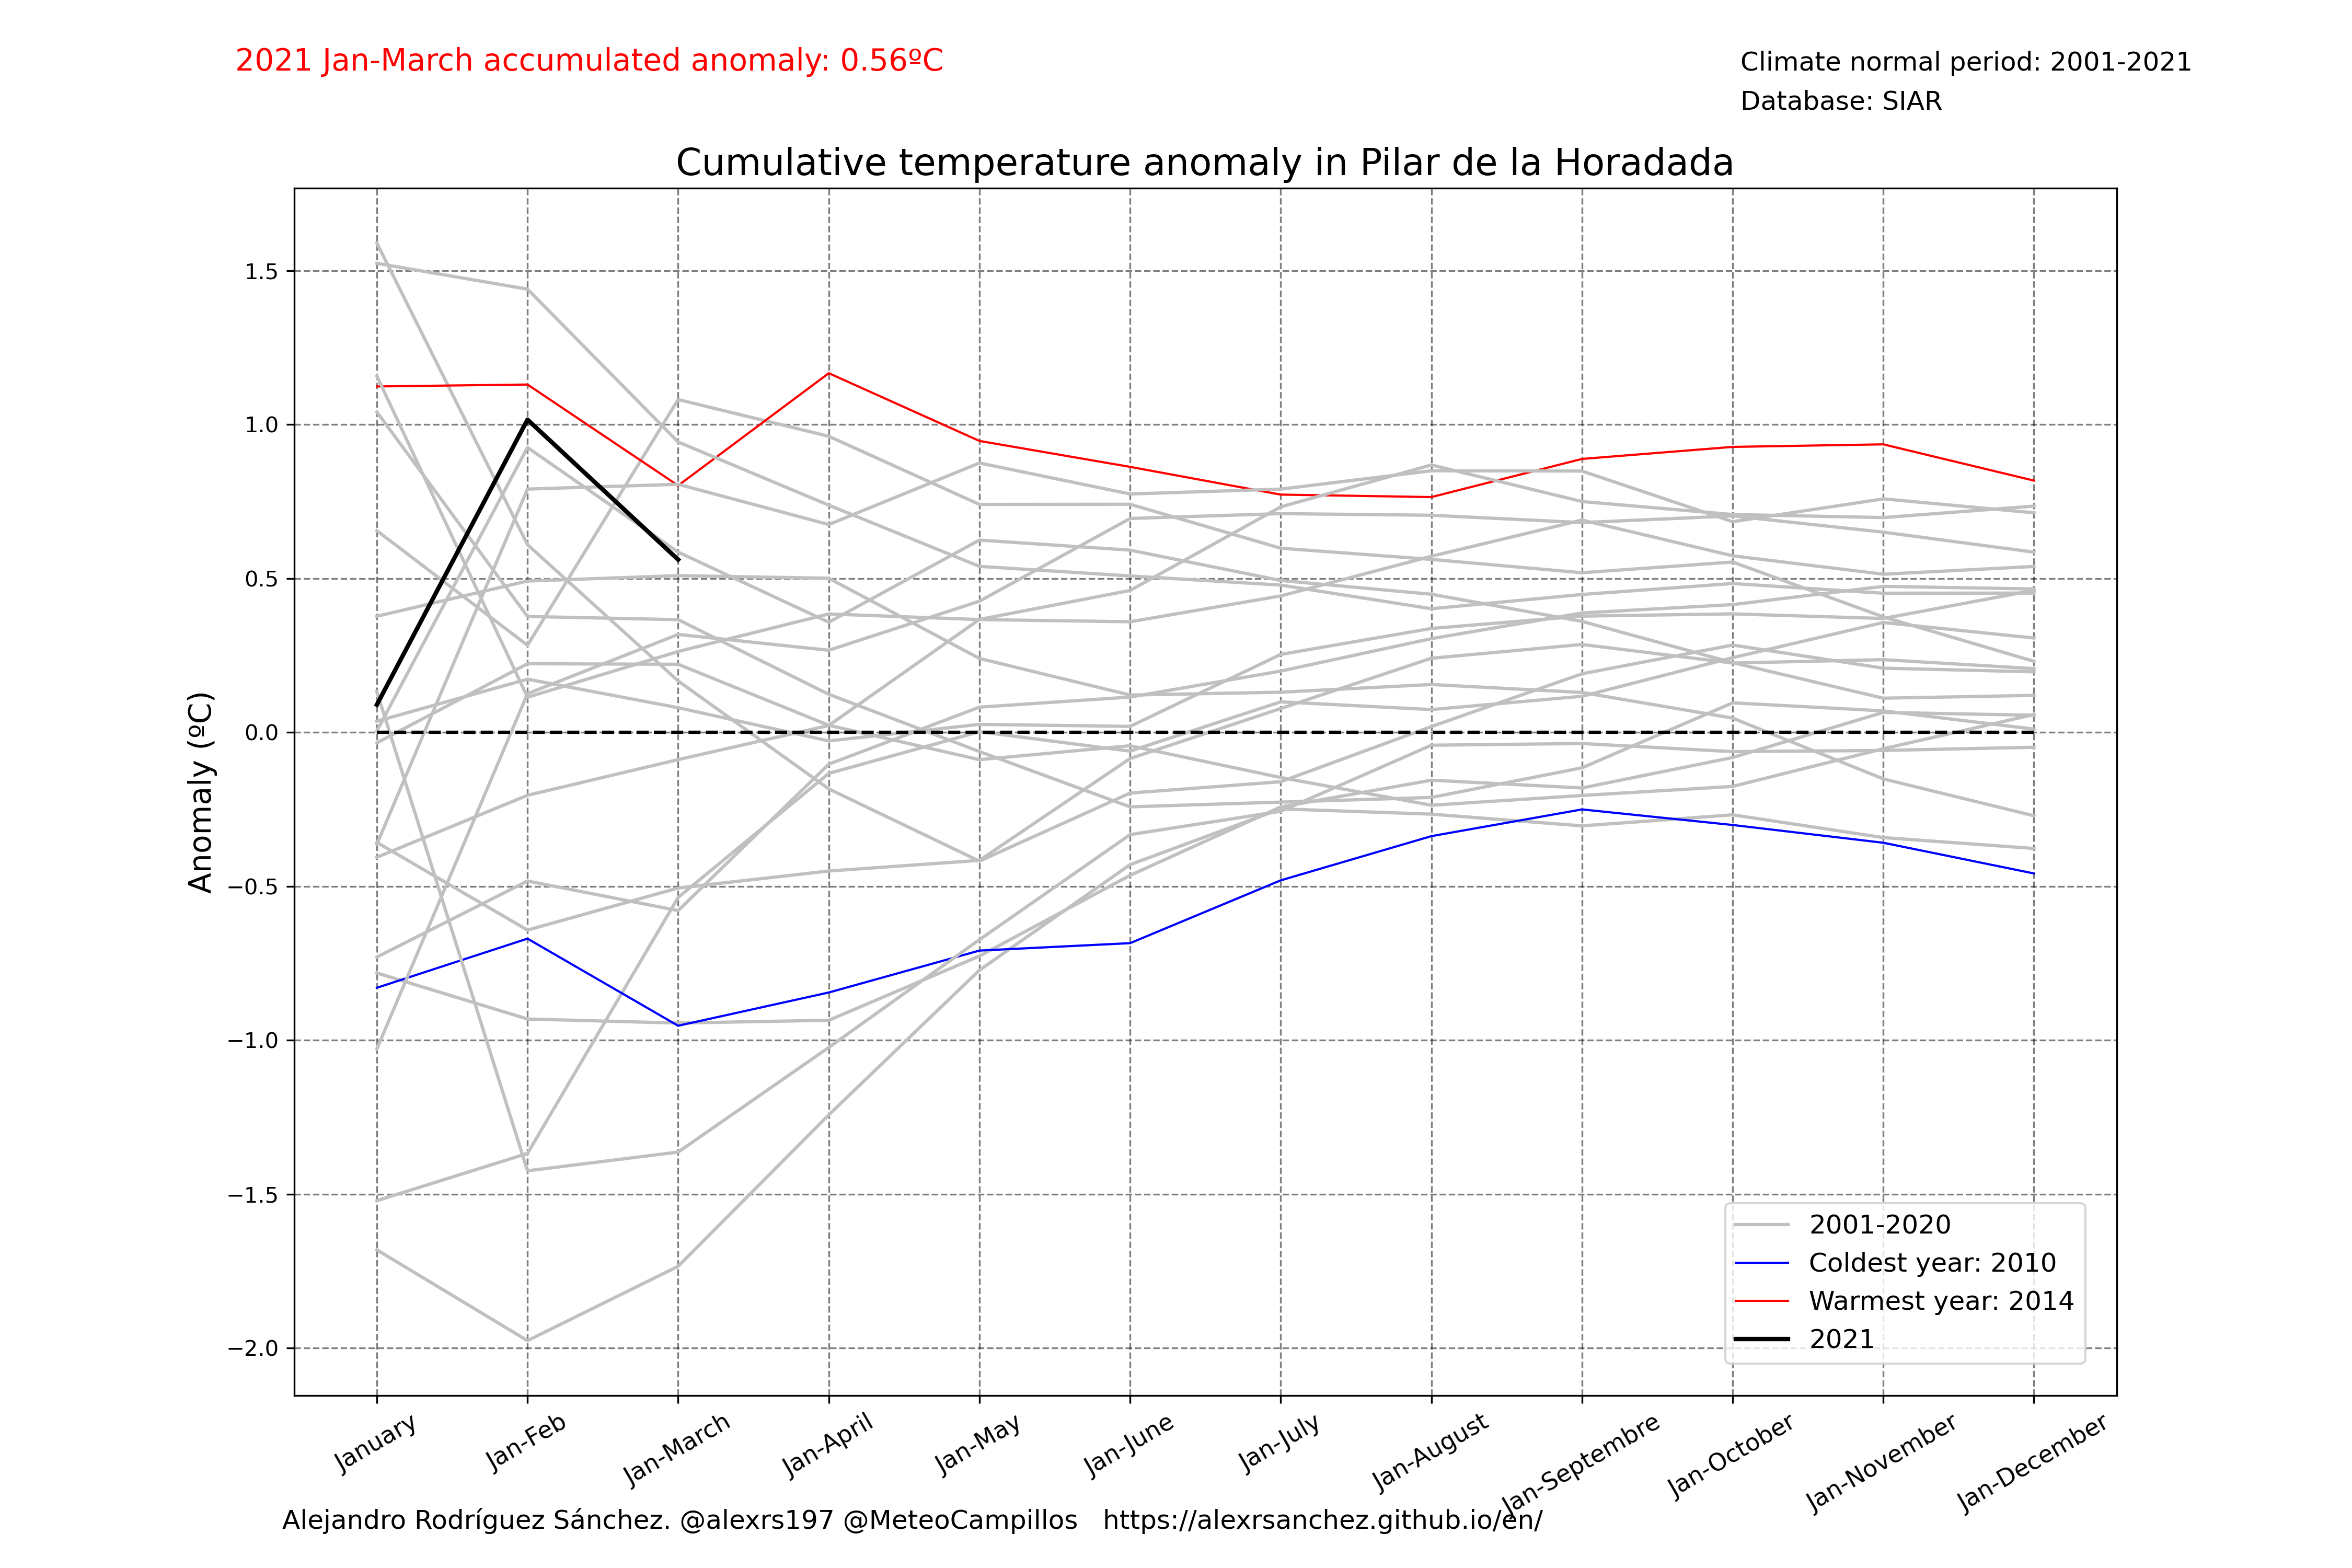 2021 Jan-March accumulated anomaly: 0.56ºC
Climate normal period: 2001-2021
Database: SIAR
Cumulative temperature anomaly in Pilar de la Horadada
Anomaly (ºC)
1.5
1.0
0.5
0.0
−0.5
−1.0
−1.5
−2.0
2001-2020
Coldest year: 2010
Warmest year: 2014
2021
January
Jan-Feb
Jan-March
Jan-April
Jan-May
Jan-June
Jan-July
Jan-August
Jan-Septembre
Jan-October
Jan-November
Jan-December
Alejandro Rodríguez Sánchez. @alexrs197 @MeteoCampillos https://alexrsanchez.github.io/en/